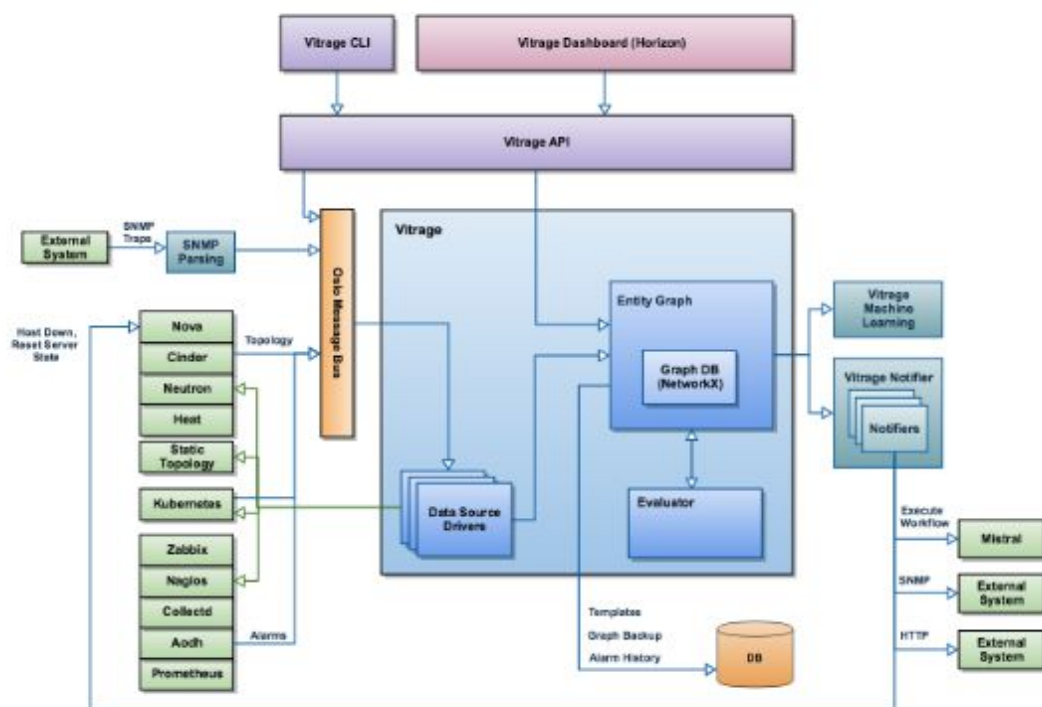 Vitrage CLI
Vitrage Dashboard (Horizon)
Vitrage API
SNMP
Traps
External
System
SNMP
Parsing
Oslo Message Bus
Vitrage
Host Down,
Reset Server
State
Nova
Cinder
Neutron
Heat
Topology
Static
Topology
Kubernetes
Zabbix
Nagios
Collectd
Aodh
Prometheus
Alarms
Entity Graph
Graph DB
(NetworkX)
Data Source
Drivers
Evaluator
Vitrage
Machine
Learning
Vitrage Notifier
Notifiers
Execute
Workflow
Mistral
SNMP
External
System
HTTP
External
System
Templates
Graph Backup
Alarm History
DB